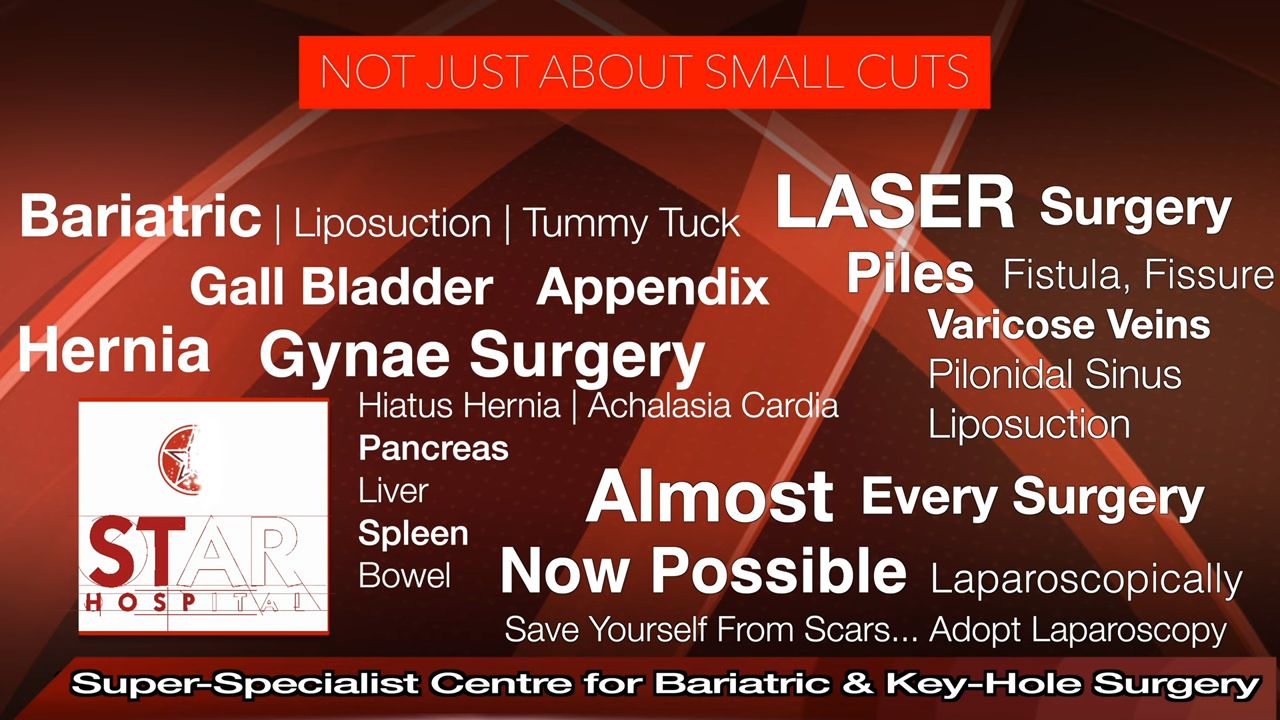 NOT JUST ABOUT SMALL CUTS
Bariatric | Liposuction | Tummy Tuck
Gall Bladder Appendix
Hernia Gynae Surgery
Hiatus Hernia | Achalasia Cardia
Pancreas
Liver
Spleen
Bowel
LASER Surgery
Piles Fistula, Fissure
Varicose Veins
Pilonidal Sinus
Liposuction
Almost Every Surgery
Now Possible Laparoscopically
Save Yourself From Scars... Adopt Laparoscopy
STAR
HOSPITAL
Super-Specialist Centre for Bariatric & Key-Hole Surgery